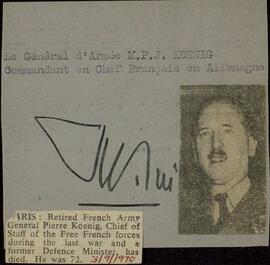 Le Général d'Armée M.P.J. KOENIG
Commandant en Chef Français en Allemagne
ARIS: Retired French Army
General Pierre Koenig, Chief of
Staff of the Free French forces
during the last war and a
former Defence Minister, has
died. He was 72. 3/9/1970